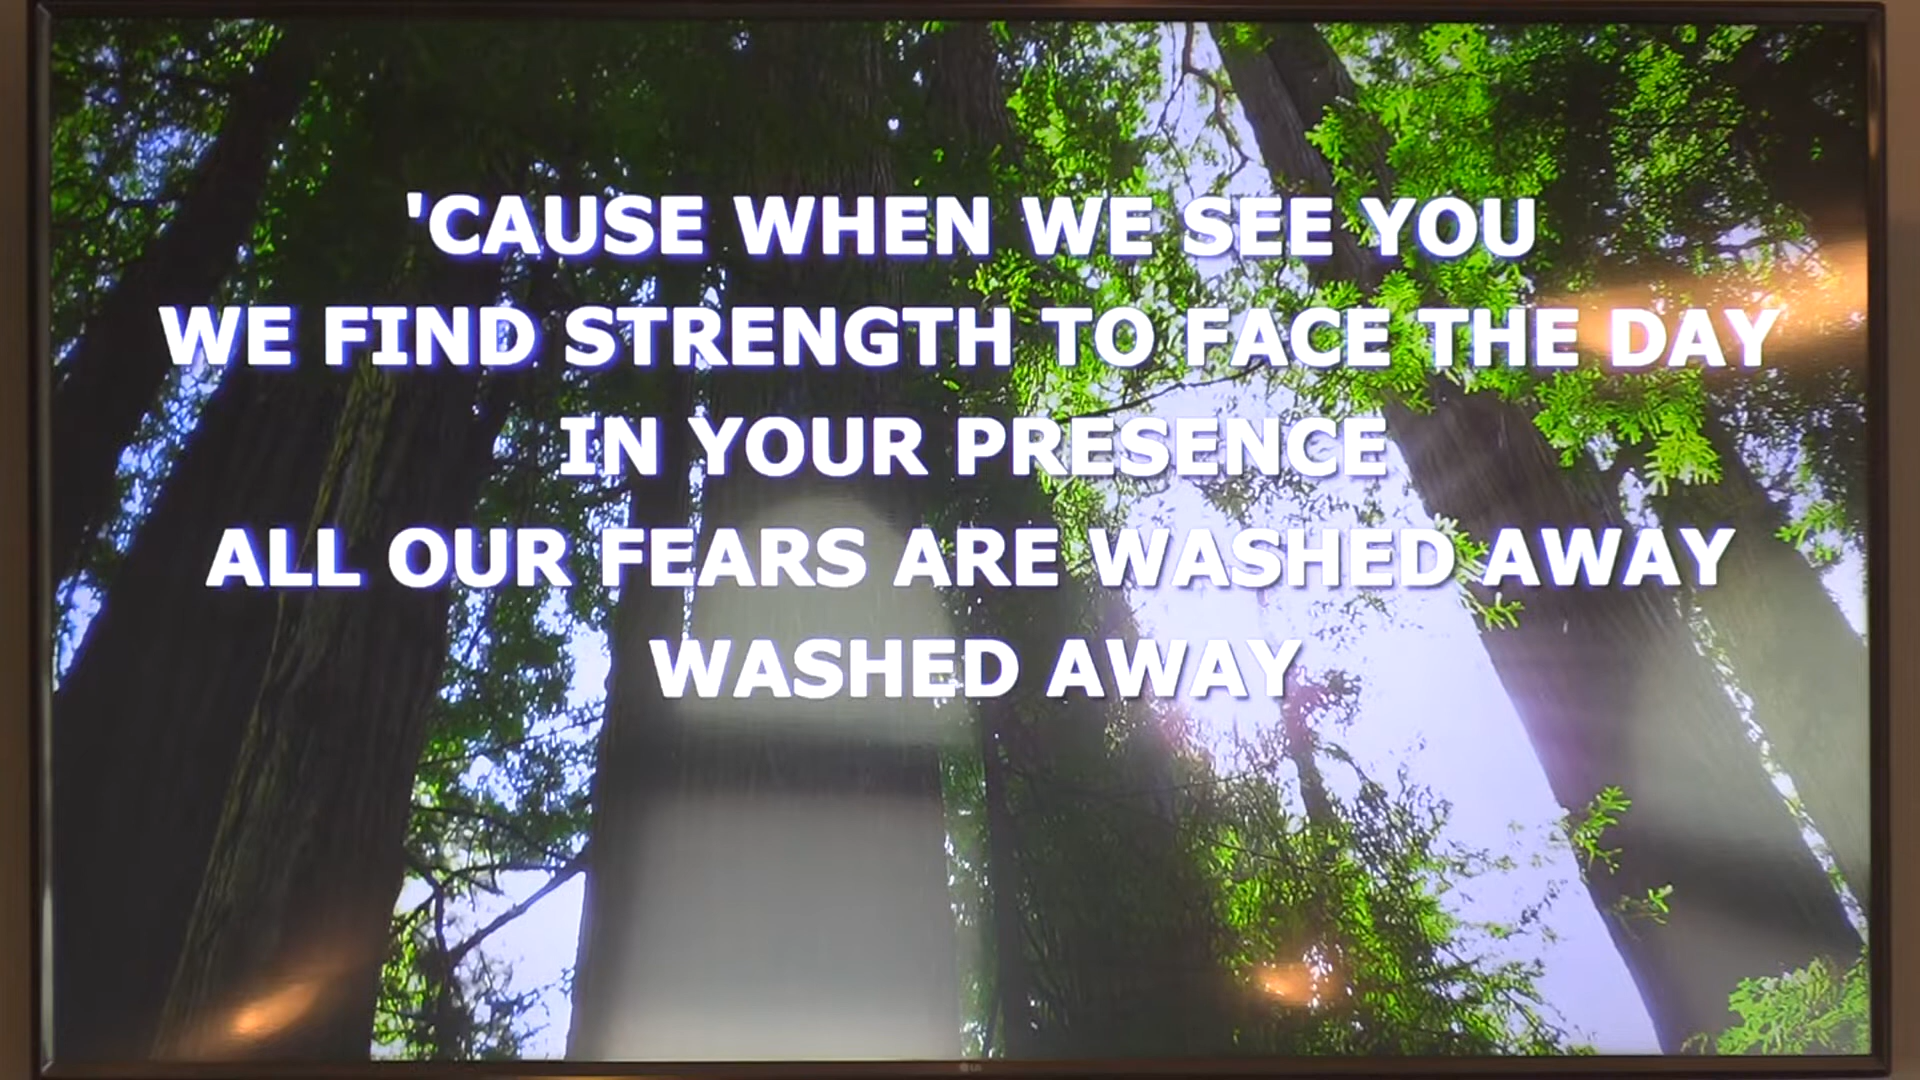 'CAUSE WHEN WE SEE YOU
WE FIND STRENGTH TO FACE THE DAY
IN YOUR PRESENCE
ALL OUR FEARS ARE WASHED AWAY
WASHED AWAY
LG